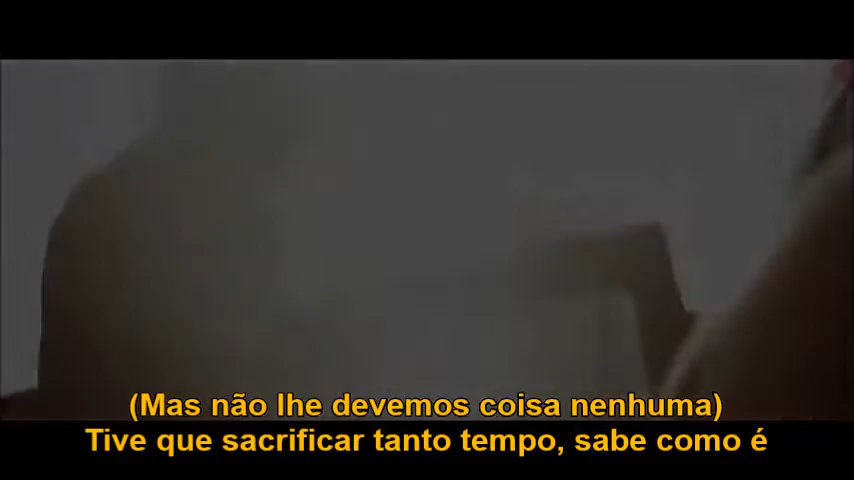 (Mas não lhe devemos coisa nenhuma)
Tive que sacrificar tanto tempo, sabe como é